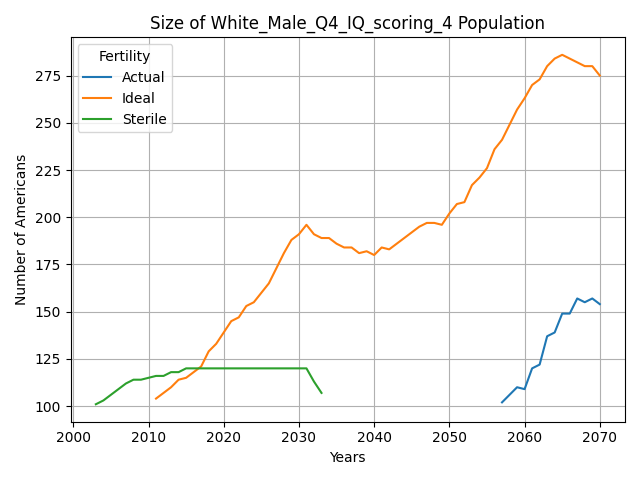 Size of White_Male_Q4_IQ_scoring_4 Population
Fertility
Actual
Ideal
Sterile
Number of Americans
275
250
225
200
175
150
125
100
2000 2010 2020 2030 2040 2050 2060 2070
Years